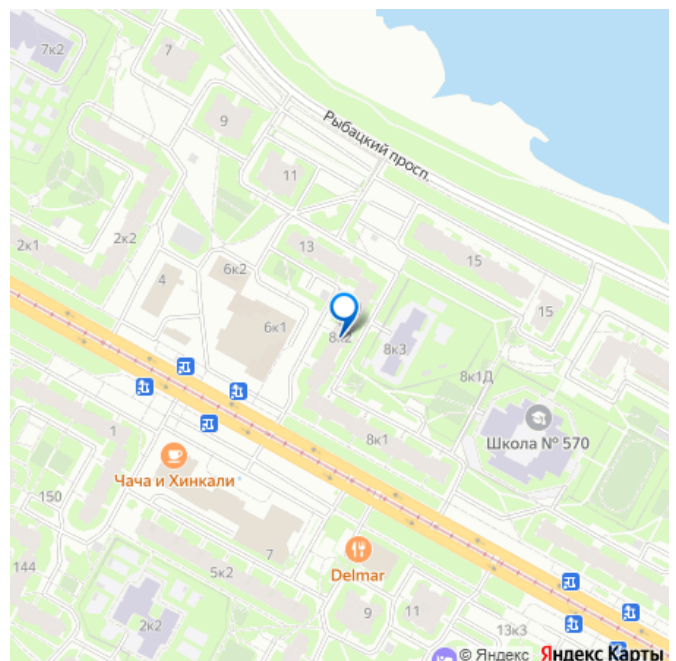 7к2
7
9
Рыбацкий просп.
11
2к1
2к2
13
15
6к2
4
15
6к1
8к2
8к3
8к1Д
1
8к1
Школа № 570
Чача и Хинкали
150
7
144
5к2
Delmar
2к2
9
11
13к3
© Яндекс Яндекс Карты